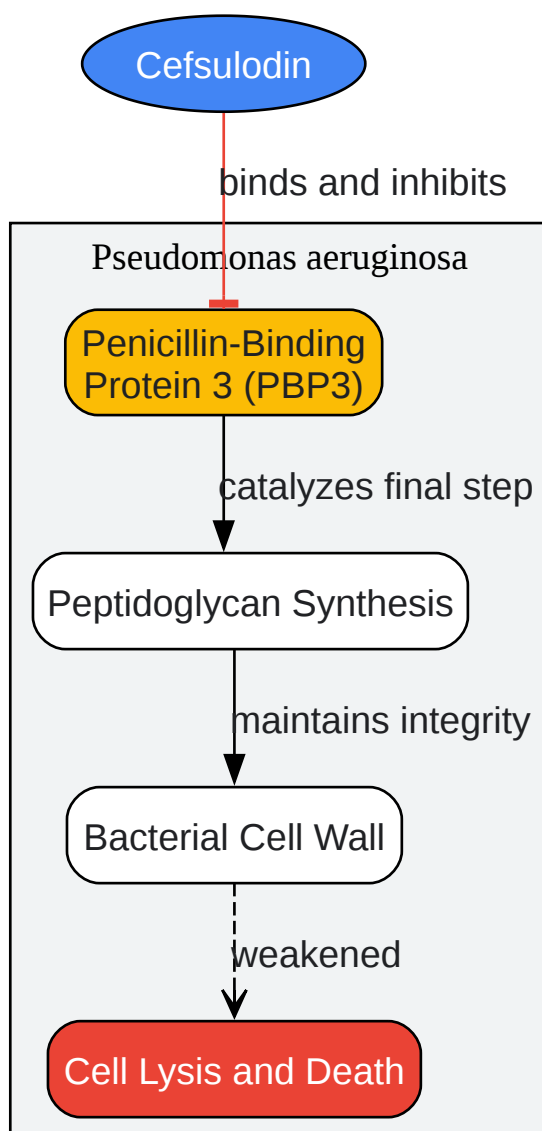 Cefsulodin
binds and inhibits
Pseudomonas aeruginosa
Penicillin-Binding
Protein 3 (PBP3)
catalyzes final step
Peptidoglycan Synthesis
maintains integrity
Bacterial Cell Wall
weakened
Cell Lysis and Death